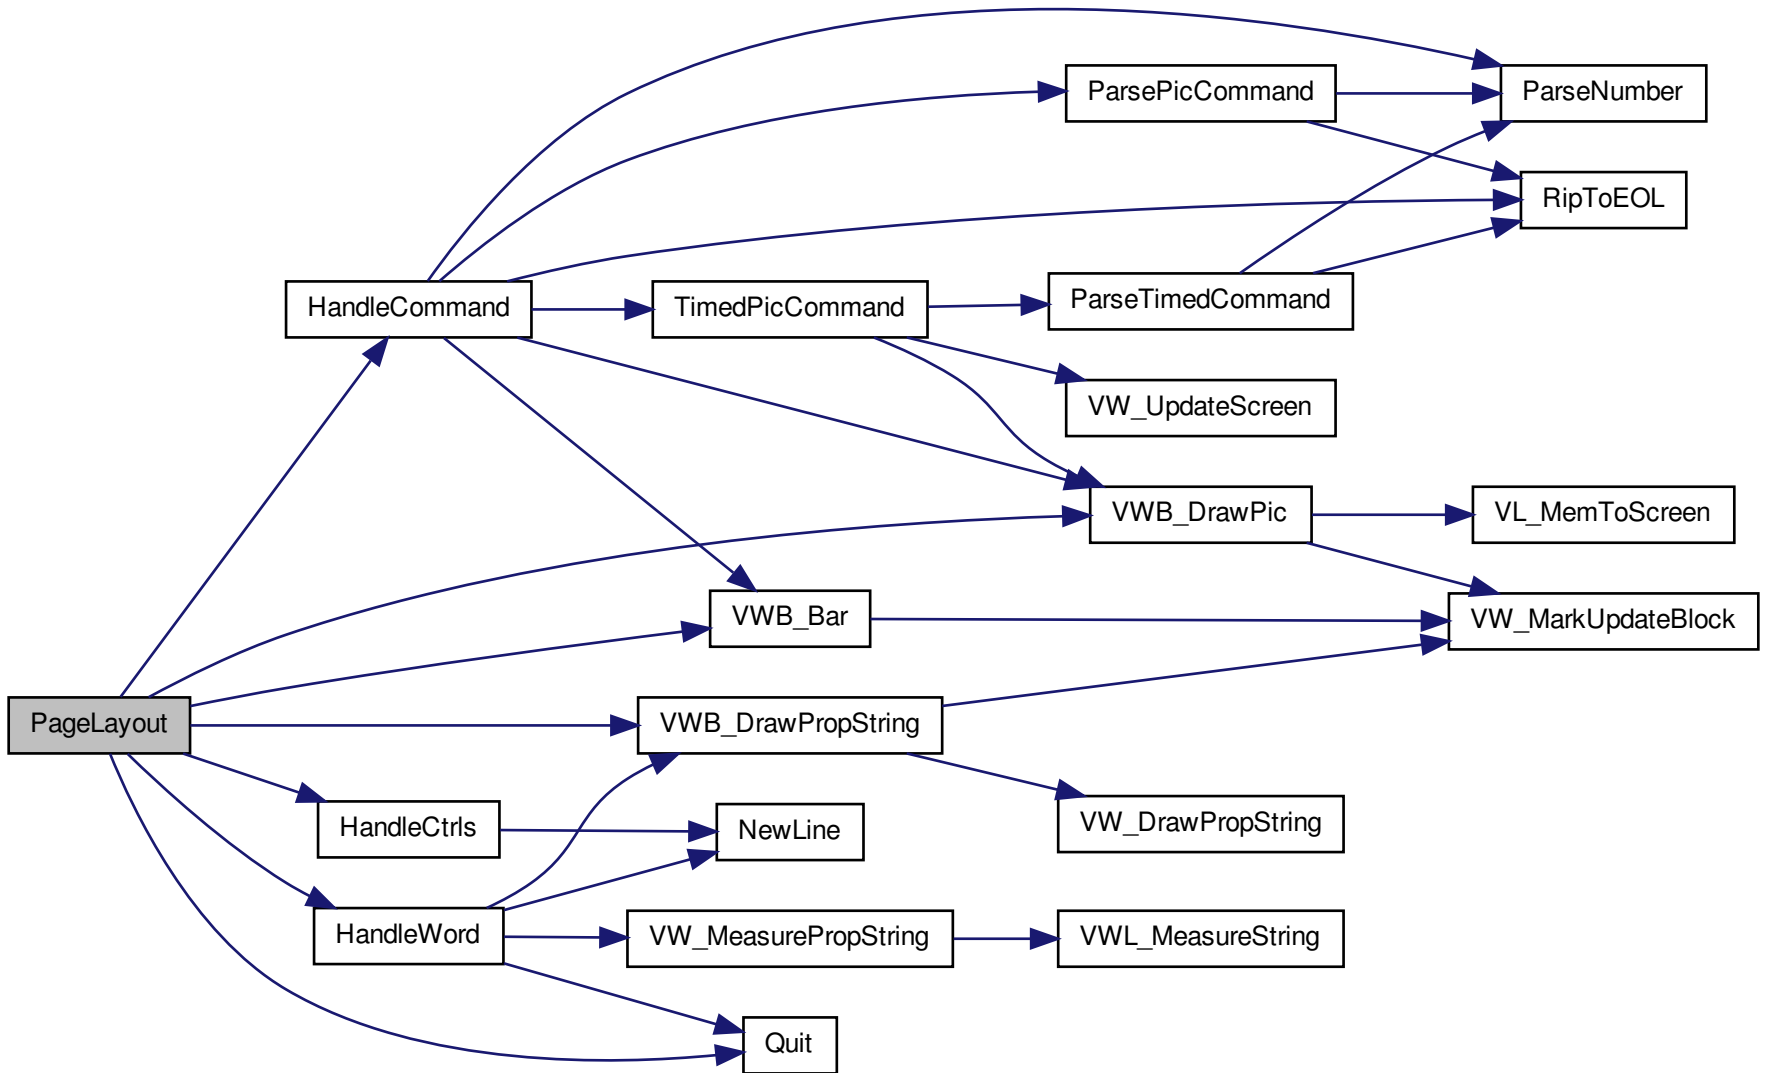 ParsePicCommand
ParseNumber
RipToEOL
HandleCommand
TimedPicCommand
ParseTimedCommand
VW_UpdateScreen
VWB_DrawPic
VL_MemToScreen
VWB_Bar
VW_MarkUpdateBlock
PageLayout
VWB_DrawPropString
HandleCtrls
NewLine
VW_DrawPropString
HandleWord
VW_MeasurePropString
VWL_MeasureString
Quit